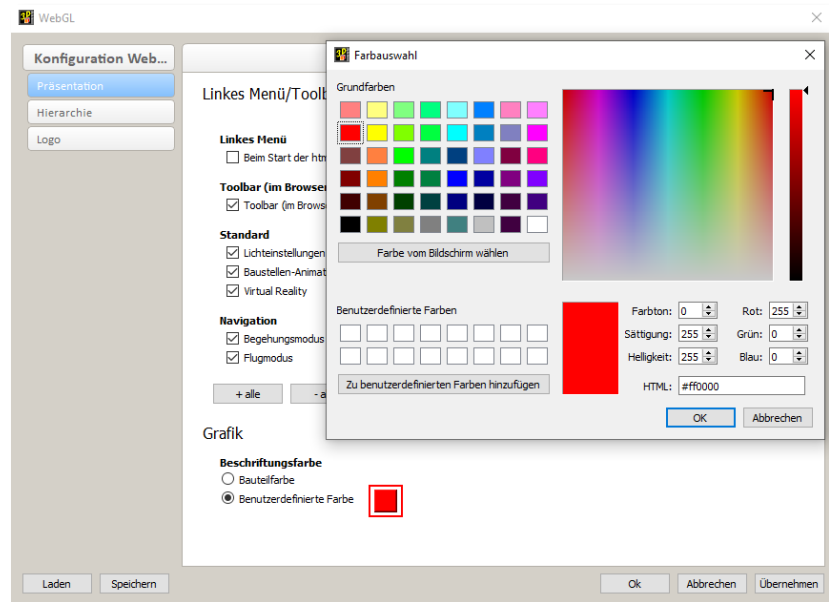 WebGL
Konfiguration Web...
Präsentation
Hierarchie
Logo
Linkes Menü/Toolb
Linkes Menü
Beim Start der htm
Toolbar (im Browser
Toolbar (im Brows
Standard
Lichteinstellungen
Baustellen-Animat
Virtual Reality
Navigation
Begehungsmodus
Flugmodus
+ alle
- a
Grafik
Beschriftungsfarbe
Bauteilfarbe
Benutzerdefinierte Farbe
Farbauswahl
Grundfarben
Farbe vom Bildschirm wählen
Benutzerdefinierte Farben
Zu benutzerdefinierten Farben hinzufügen
Farbton: 0 Rot: 255
Sättigung: 255 Grün: 0
Helligkeit: 255 Blau: 0
HTML: #ff0000
OK Abbrechen
Laden Speichern Ok Abbrechen Übernehmen